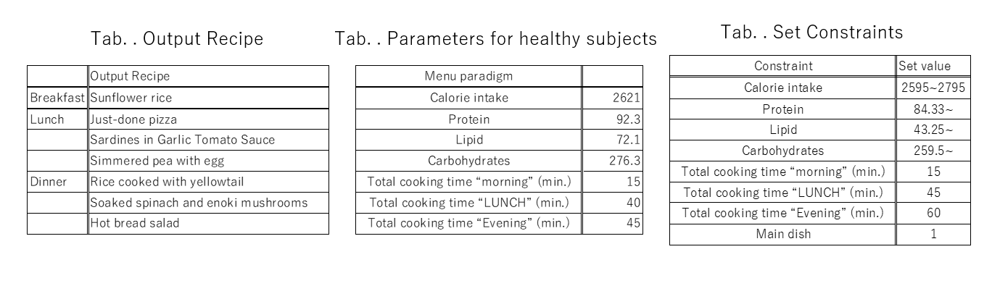 Tab. . Output Recipe
Output Recipe
Breakfast Sunflower rice
Lunch Just-done pizza
Sardines in Garlic Tomato Sauce
Simmered pea with egg
Dinner Rice cooked with yellowtail
Soaked spinach and enoki mushrooms
Hot bread salad
Tab. . Parameters for healthy subjects
Menu paradigm
Calorie intake 2621
Protein 92.3
Lipid 72.1
Carbohydrates 276.3
Total cooking time “morning” (min.) 15
Total cooking time “LUNCH” (min.) 40
Total cooking time “Evening” (min.) 45
Tab. . Set Constraints
Constraint Set value
Calorie intake 2595~2795
Protein 84.33~
Lipid 43.25~
Carbohydrates 259.5~
Total cooking time “morning” (min.) 15
Total cooking time “LUNCH” (min.) 45
Total cooking time “Evening” (min.) 60
Main dish 1